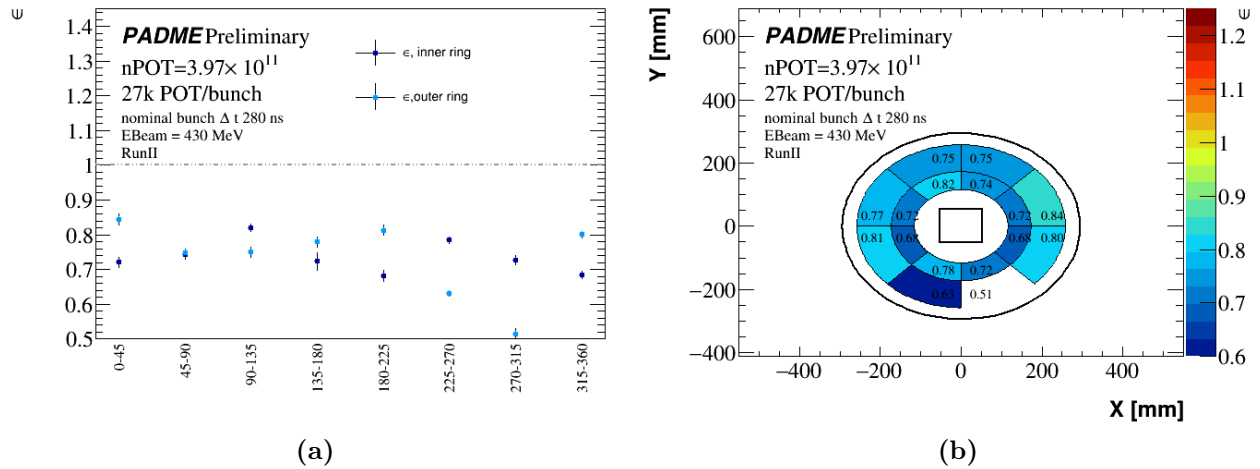 ϵ
PADME Preliminary
nPOT=3.97× 10¹¹
27k POT/bunch
nominal bunch Δ t 280 ns
EBeam = 430 MeV
RunII
ϵ, inner ring
ϵ,outer ring
1.4
1.3
1.2
1.1
1
0.9
0.8
0.7
0.6
0.5
0-45
45-90
90-135
135-180
180-225
225-270
270-315
315-360
(a)
Y [mm]
PADME Preliminary
nPOT=3.97× 10¹¹
27k POT/bunch
nominal bunch Δ t 280 ns
EBeam = 430 MeV
RunII
600
400
200
0
−200
−400
0.75 0.75
0.82 0.74
0.77 0.72 0.72 0.84
0.81 0.68 0.68 0.80
0.78 0.72
0.63 0.51
−400 −200 0 200 400
X [mm]
ϵ
1.2
1.1
1
0.9
0.8
0.7
0.6
(b)